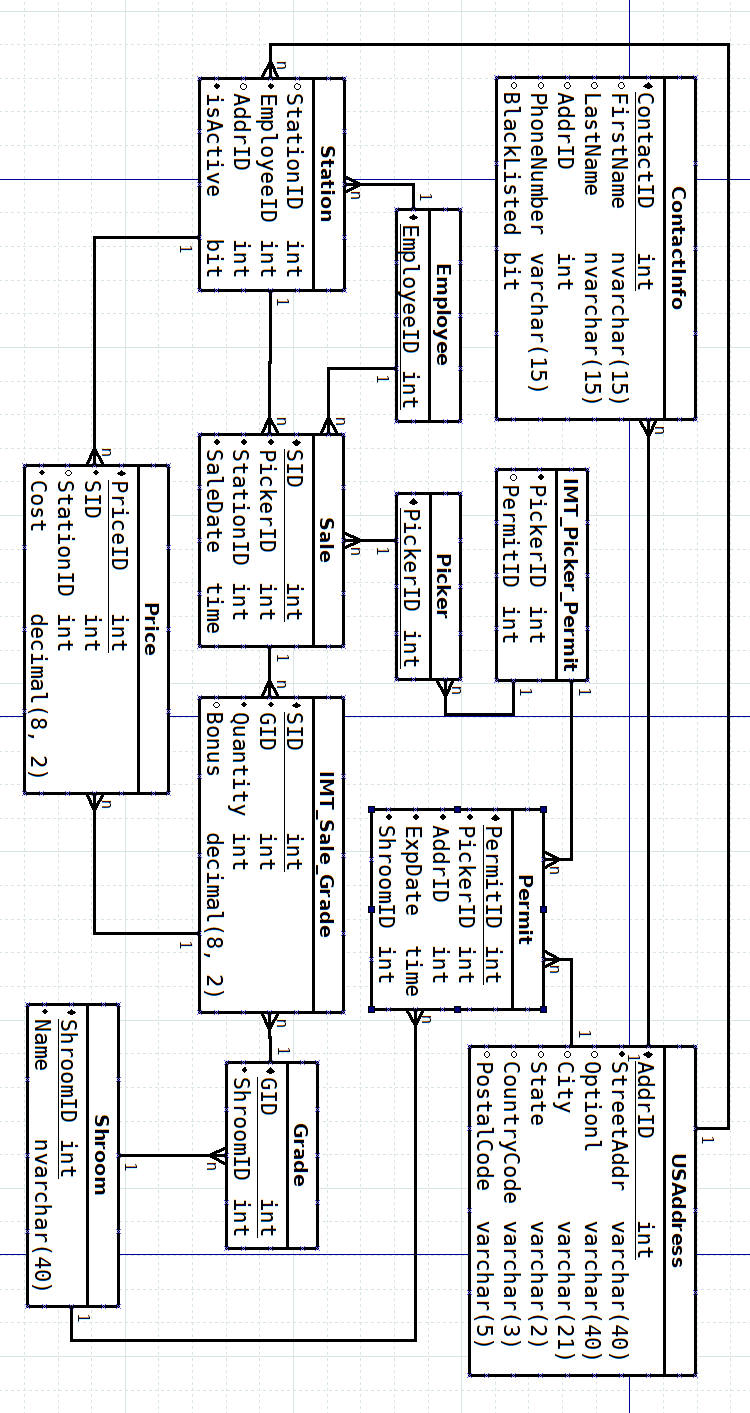 1
ContactInfo
ContactID int
FirstName nvarchar(15)
LastName nvarchar(15)
AddrID int
PhoneNumber varchar(15)
BlackListed bit
n
USAddress
AddrID int
StreetAddr varchar(40)
Optionl varchar(40)
City varchar(21)
State varchar(2)
CountryCode varchar(3)
PostalCode varchar(5)
1
IMT_Picker_Permit
PickerID int
PermitID int
1
1
n
n
1
Permit
PermitID int
PickerID int
AddrID int
ExpDate time
ShroomID int
n
Employee
EmployeeID int
1
1
Picker
PickerID int
n
1
n
Station
StationID int
EmployeeID int
AddrID int
isActive bit
n
1
1
n
n
n
Sale
SID int
PickerID int
StationID int
SaleDate time
1
n
IMT_Sale_Grade
SID int
GID int
Quantity int
Bonus decimal(8, 2)
n
1
1
Grade
GID int
ShroomID int
n
n
Price
PriceID int
SID int
StationID int
Cost decimal(8, 2)
n
1
Shroom
ShroomID int
Name nvarchar(40)
1